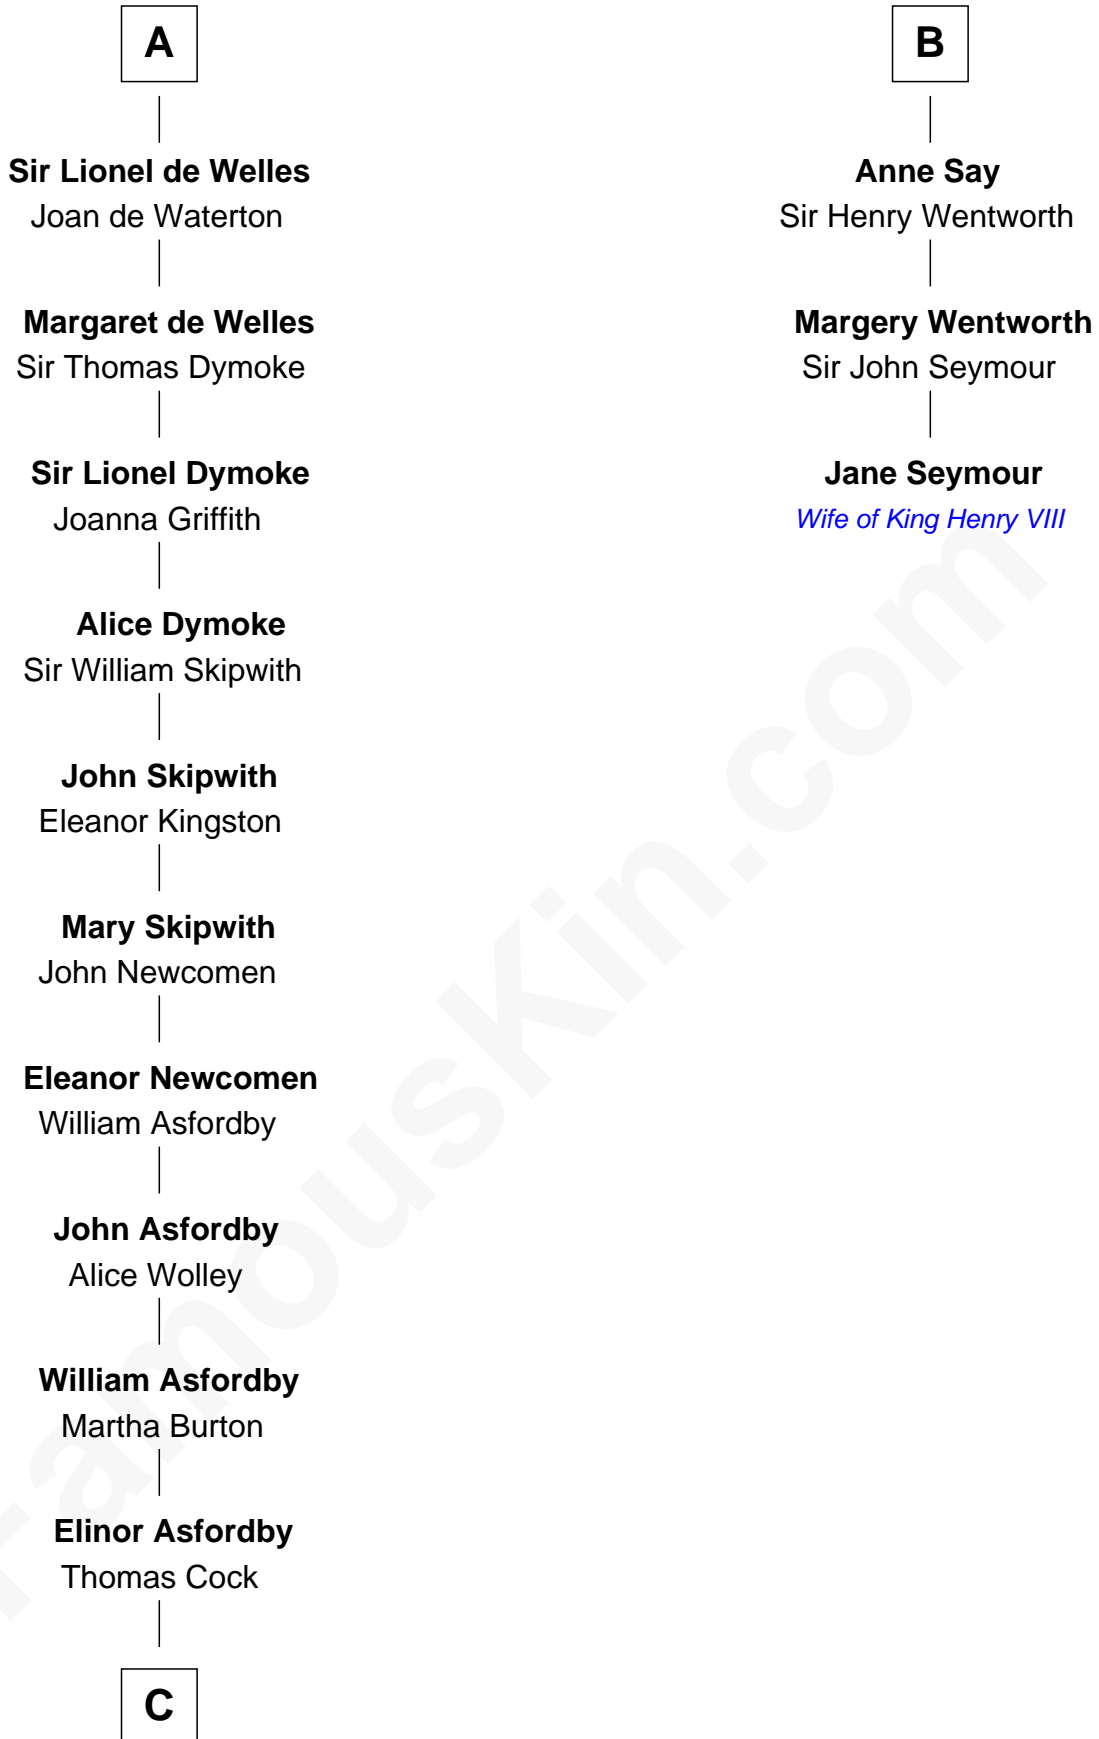 A
Sir Lionel de Welles
Joan de Waterton
Margaret de Welles
Sir Thomas Dymoke
Sir Lionel Dymoke
Joanna Griffith
Alice Dymoke
Sir William Skipwith
John Skipwith
Eleanor Kingston
Mary Skipwith
John Newcomen
Eleanor Newcomen
William Asfordby
John Asfordby
Alice Wolley
William Asfordby
Martha Burton
Elinor Asfordby
Thomas Cock
C
B
Anne Say
Sir Henry Wentworth
Margery Wentworth
Sir John Seymour
Jane Seymour
Wife of King Henry VIII
FamousKin.com